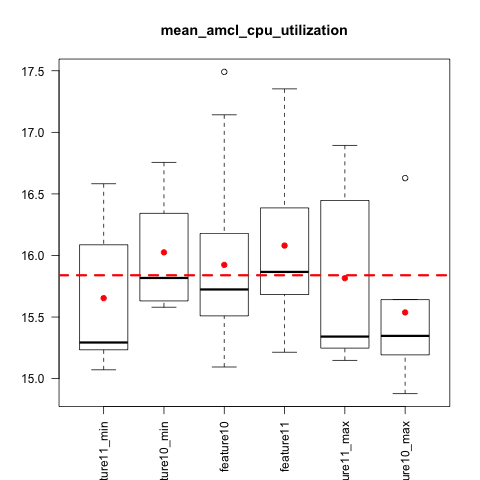 mean_amcl_cpu_utilization
17.5
17.0
16.5
16.0
15.5
15.0
ture11_min
ture10_min
feature10
feature11
ure11_max
ure10_max